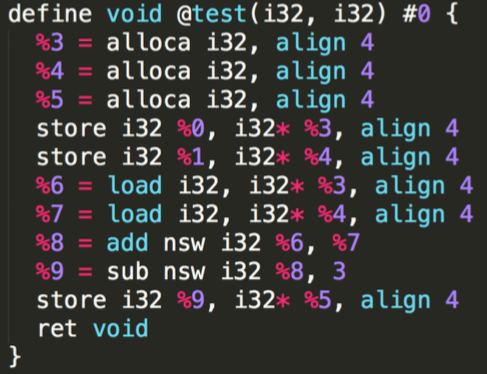 define void @test(i32, i32) #0 {
%3 = alloca i32, align 4
%4 = alloca i32, align 4
%5 = alloca i32, align 4
store i32 %0, i32* %3, align 4
store i32 %1, i32* %4, align 4
%6 = load i32, i32* %3, align 4
%7 = load i32, i32* %4, align 4
%8 = add nsw i32 %6, %7
%9 = sub nsw i32 %8, 3
store i32 %9, i32* %5, align 4
ret void
}